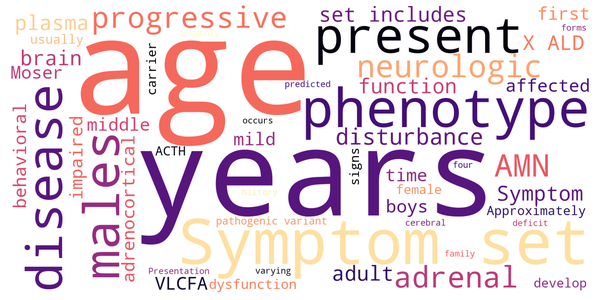 plasma
progressive
set includes
first
usually
present
forms
X ALD
brain
carrier
age
neurologic
Moser
predicted
function
affected
behavioral
disease
impaired
middle
males
occurs
phenotype
adrenocortical
ACTH
mild
disturbance
signs
years
four
time
AMN
female
Symptom
boys
Approximately
history
pathogenic variant
cerebral
deficit
Symptom set
family
Presentation
varying
adult
adrenal
VLCFA
dysfunction
develop